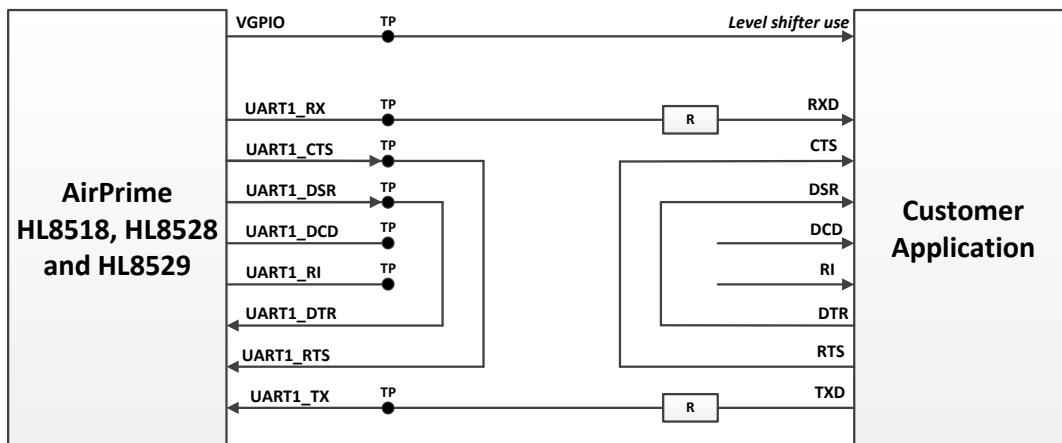 VGPIO TP Level shifter use
UART1_RX TP R RXD
UART1_CTS TP CTS
UART1_DSR TP DSR
AirPrime
HL8518, HL8528
and HL8529
UART1_DCD TP DCD
UART1_RI TP RI
UART1_DTR DTR
UART1_RTS RTS
UART1_TX TP R TXD
Customer
Application